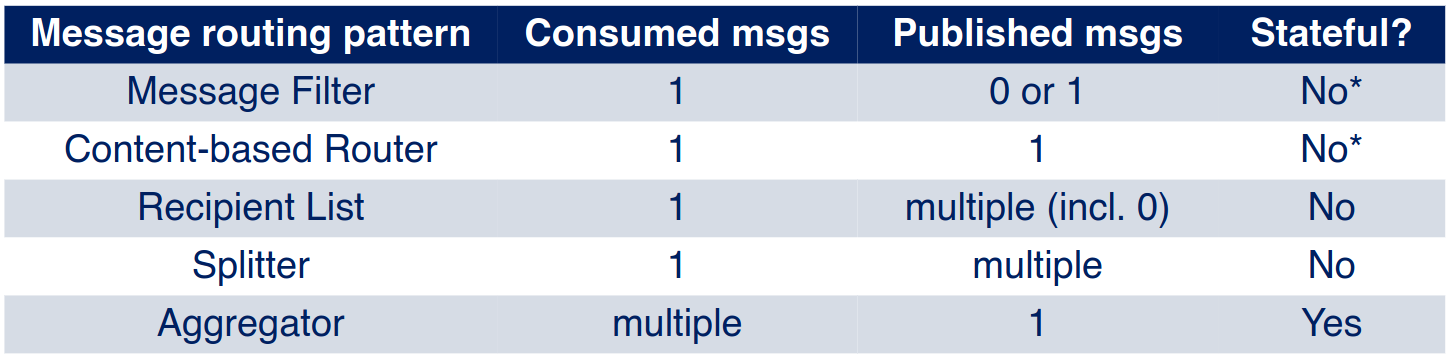 Message routing pattern Consumed msgs Published msgs Stateful?
Message Filter 1 0 or 1 No*
Content-based Router 1 1 No*
Recipient List 1 multiple (incl. 0) No
Splitter 1 multiple No
Aggregator multiple 1 Yes